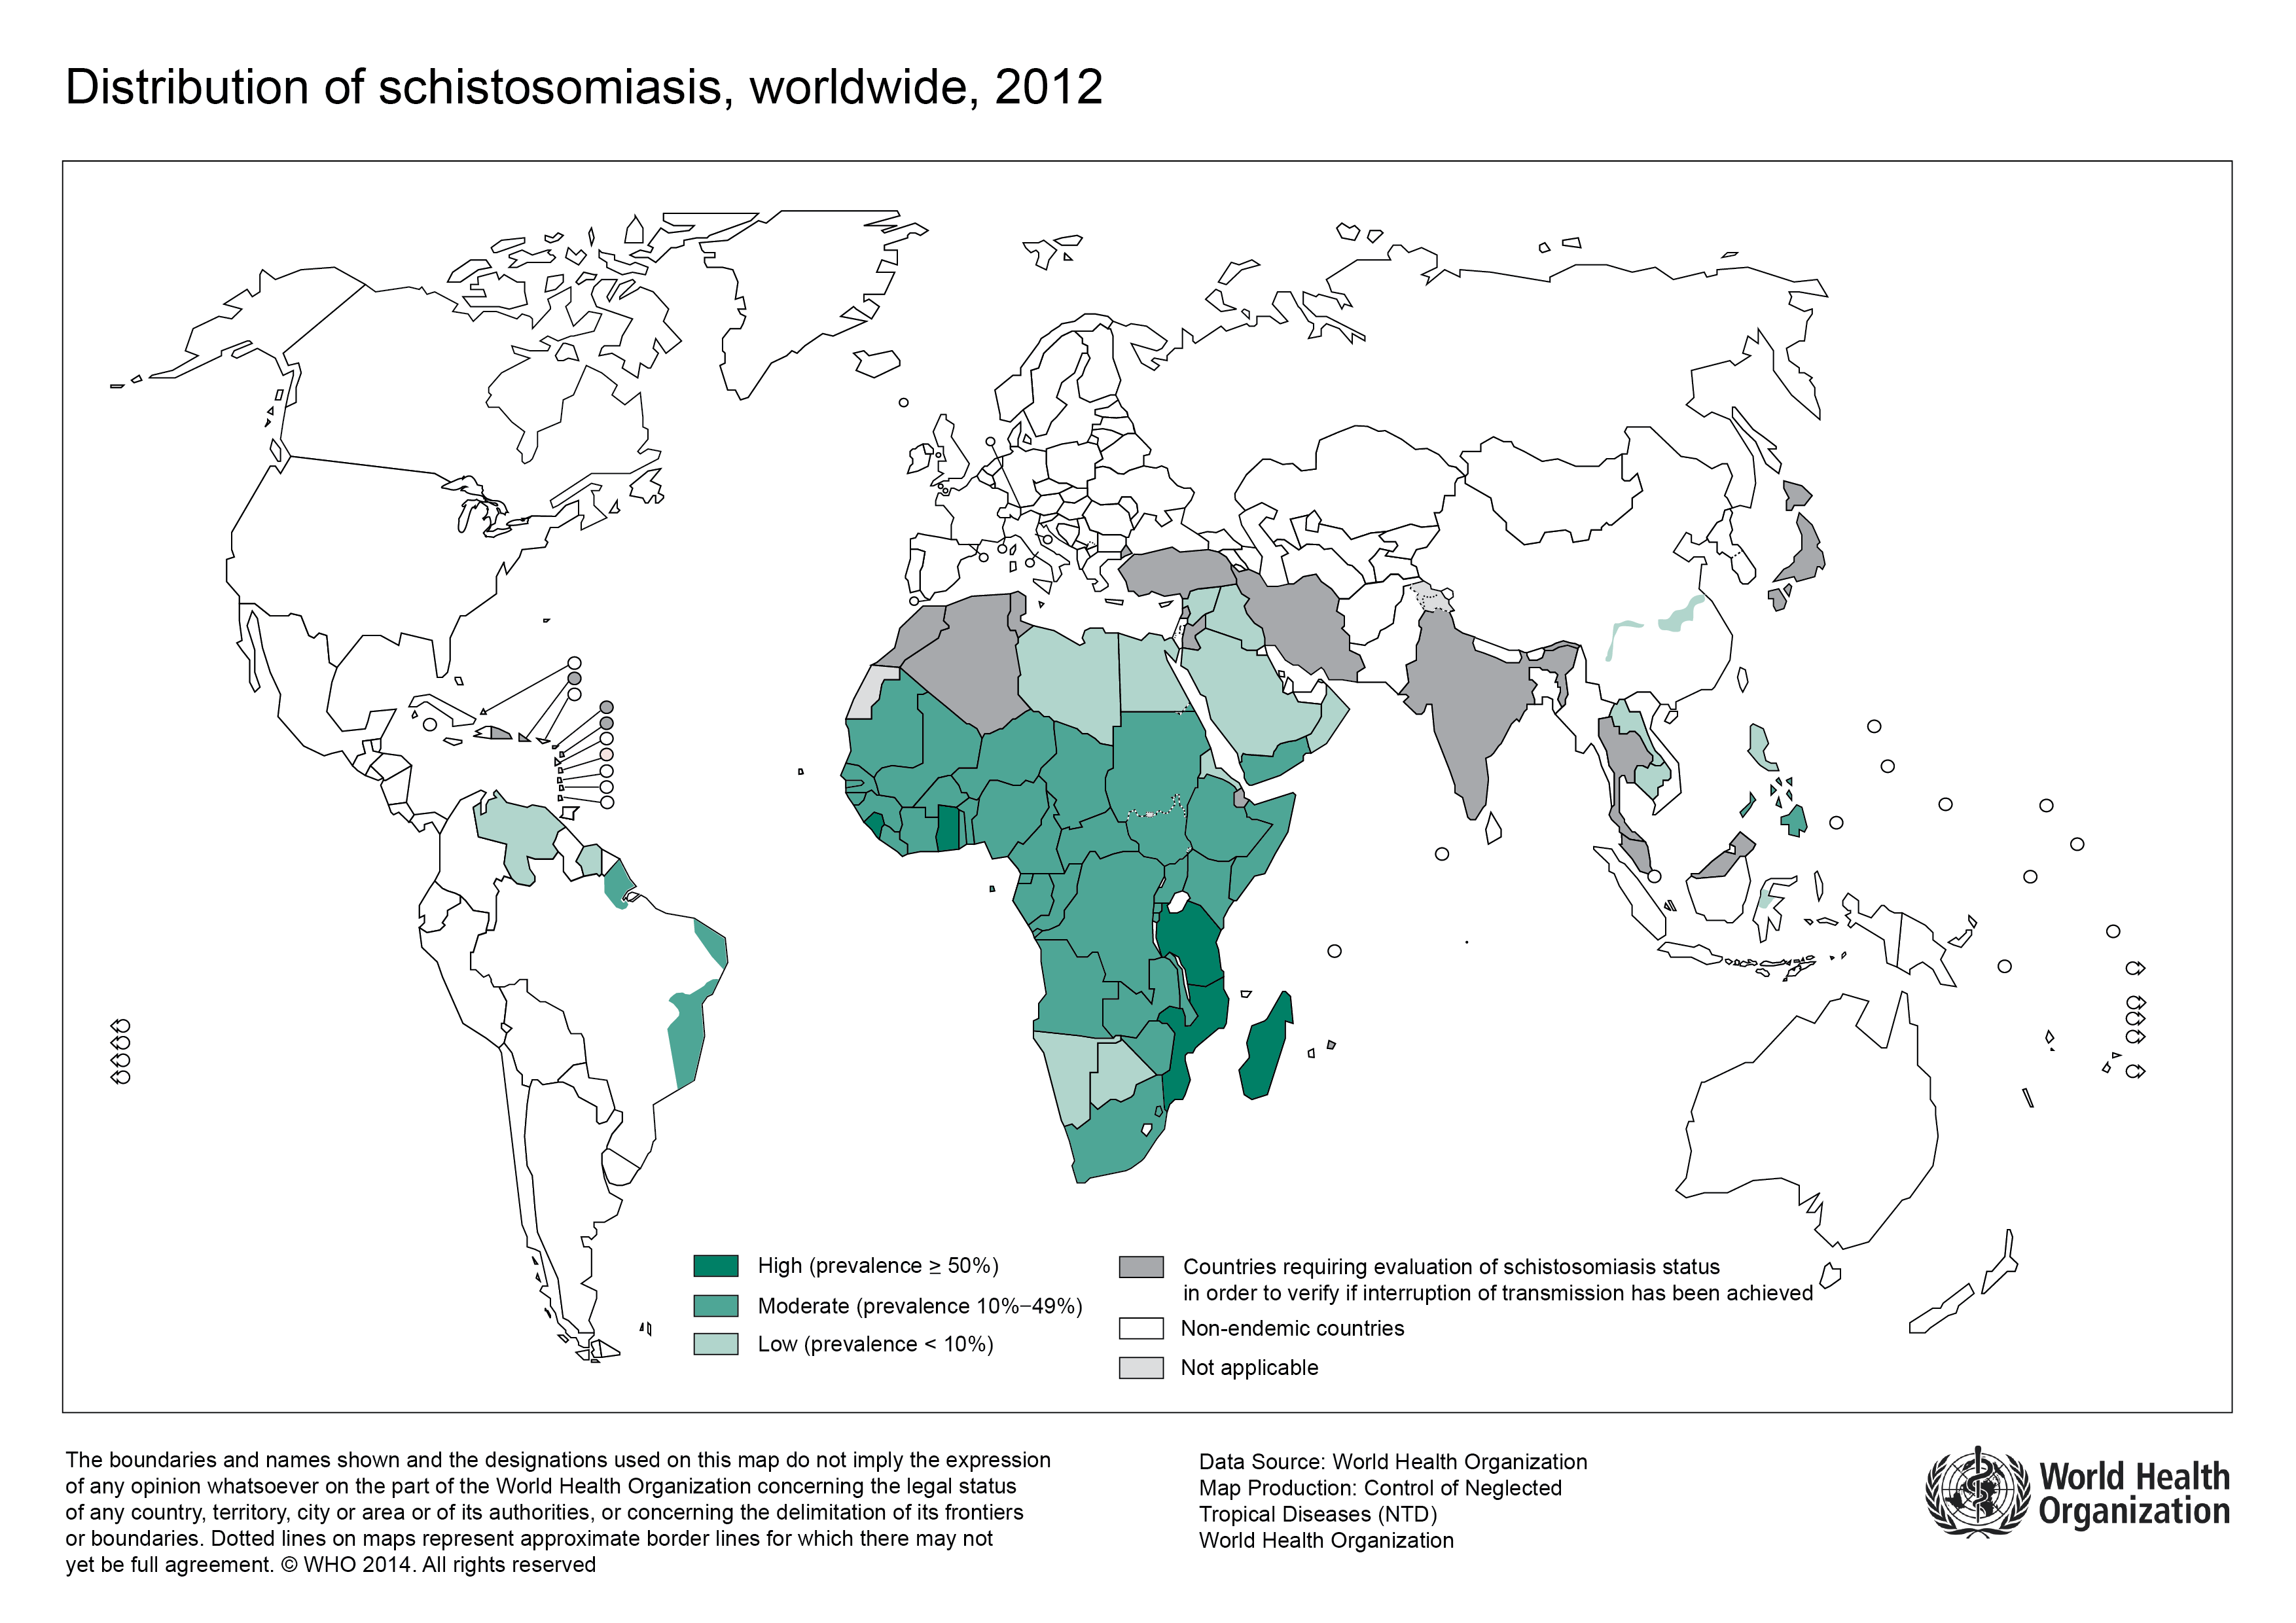 Distribution of schistosomiasis, worldwide, 2012
High (prevalence ≥ 50%)
Moderate (prevalence 10%–49%)
Low (prevalence < 10%)
Countries requiring evaluation of schistosomiasis status
in order to verify if interruption of transmission has been achieved
Non-endemic countries
Not applicable
The boundaries and names shown and the designations used on this map do not imply the expression
of any opinion whatsoever on the part of the World Health Organization concerning the legal status
of any country, territory, city or area or of its authorities, or concerning the delimitation of its frontiers
or boundaries. Dotted lines on maps represent approximate border lines for which there may not
yet be full agreement. © WHO 2014. All rights reserved
Data Source: World Health Organization
Map Production: Control of Neglected
Tropical Diseases (NTD)
World Health Organization
World Health
Organization